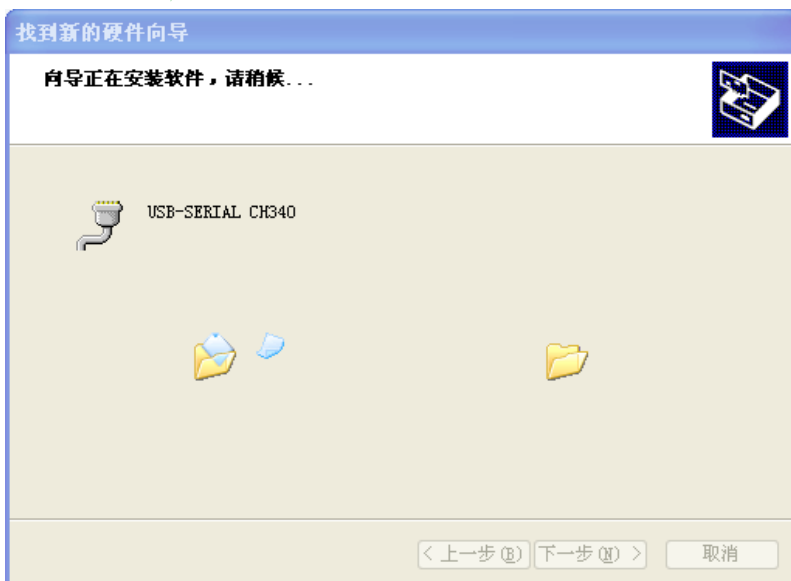 找到新的硬件向导
向导正在安装软件，请稍候...
USB-SERIAL CH340
< 上一步(B) 下一步(N) > 取消